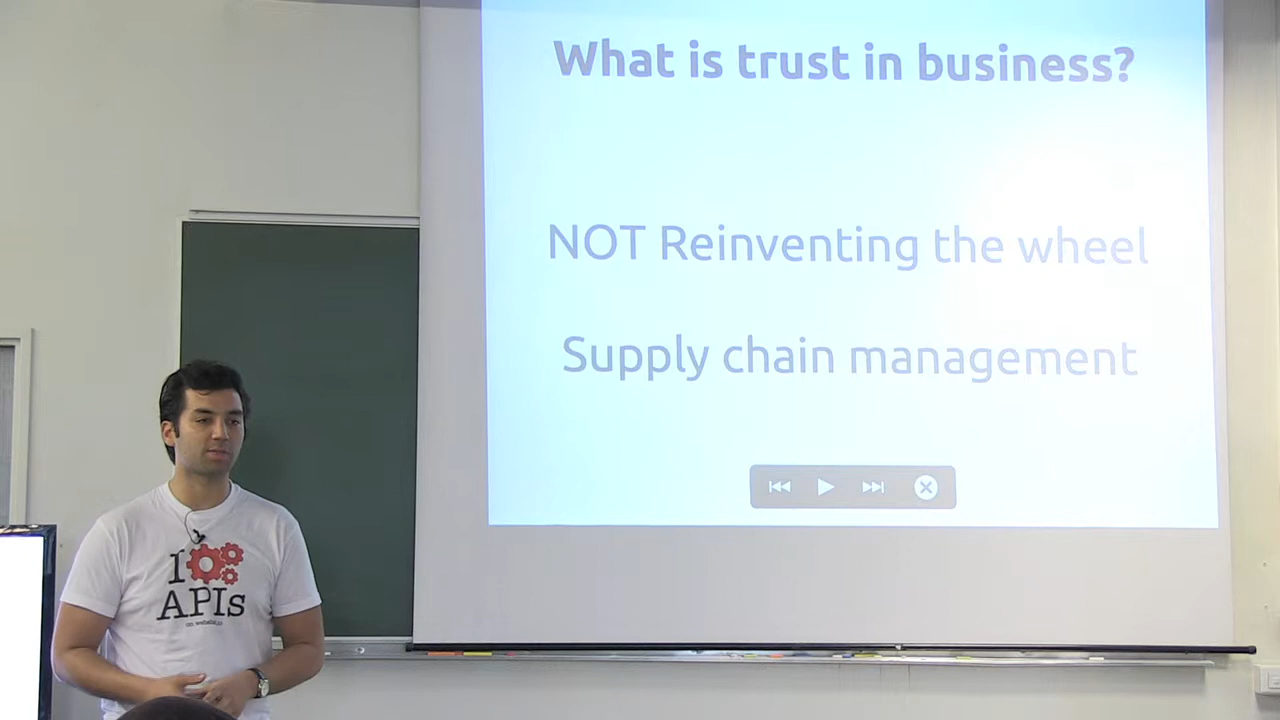 What is trust in business?
NOT Reinventing the wheel
Supply chain management
I
APIs